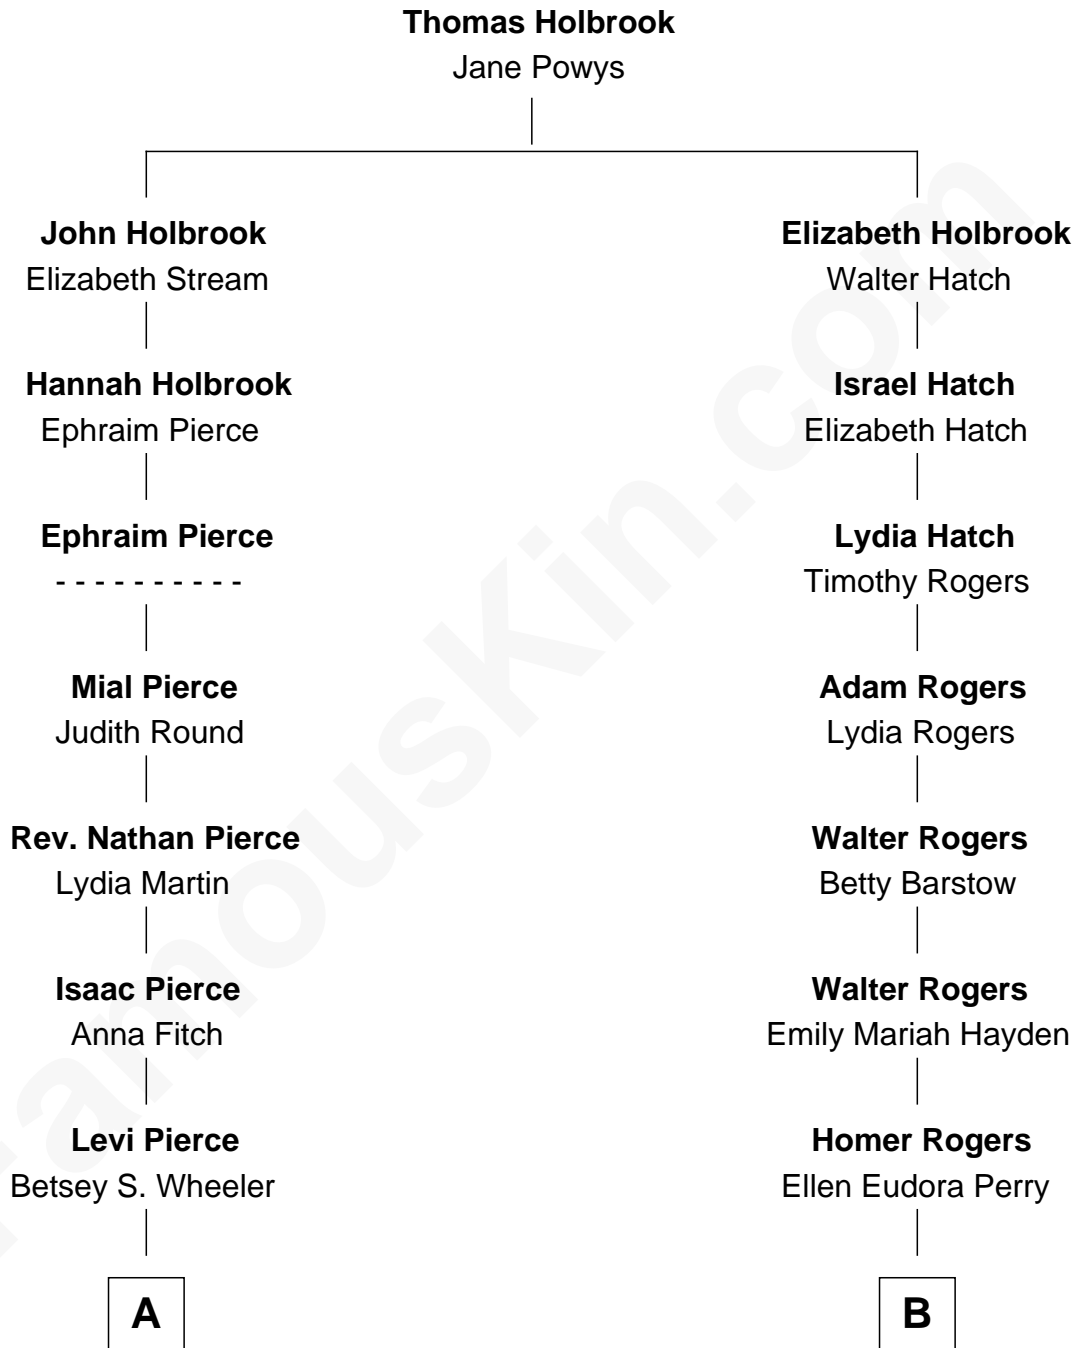 Thomas Holbrook
Jane Powys
John Holbrook
Elizabeth Stream
Hannah Holbrook
Ephraim Pierce
Ephraim Pierce
- - - - - - - - - -
Mial Pierce
Judith Round
Rev. Nathan Pierce
Lydia Martin
Isaac Pierce
Anna Fitch
Levi Pierce
Betsey S. Wheeler
A
Elizabeth Holbrook
Walter Hatch
Israel Hatch
Elizabeth Hatch
Lydia Hatch
Timothy Rogers
Adam Rogers
Lydia Rogers
Walter Rogers
Betty Barstow
Walter Rogers
Emily Mariah Hayden
Homer Rogers
Ellen Eudora Perry
B
FamousKin.com